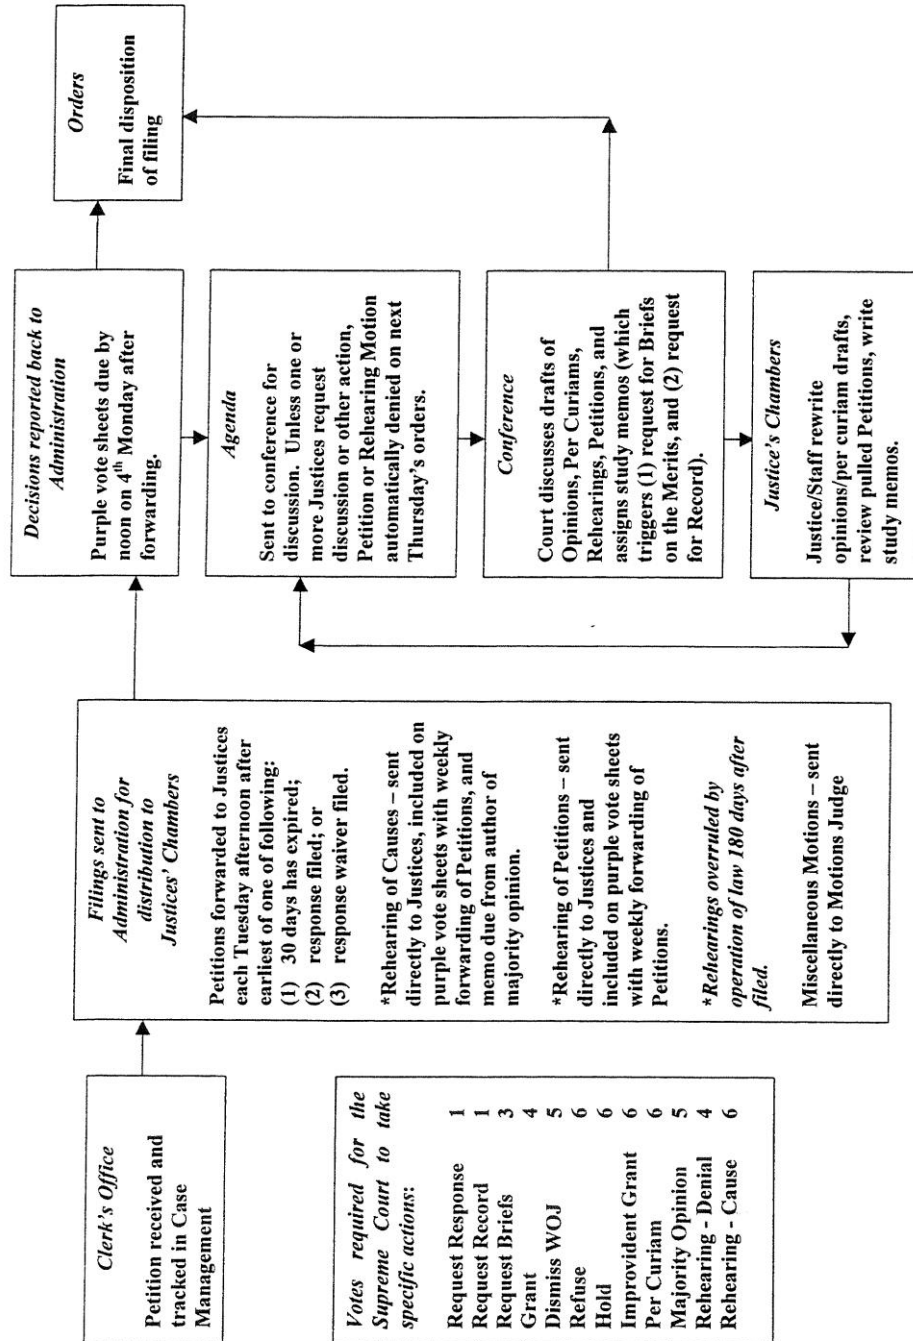 Clerk's Office
Petition received and
tracked in Case
Management
Votes required for the
Supreme Court to take
specific actions:
Request Response 1
Request Record 1
Request Briefs 3
Grant 4
Dismiss WOJ 5
Refuse 6
Hold 6
Improvident Grant 6
Per Curiam 6
Majority Opinion 5
Rehearing - Denial 4
Rehearing - Cause 6
Filings sent to
Administration for
distribution to
Justices' Chambers
Petitions forwarded to Justices
each Tuesday afternoon after
earliest of one of following:
(1) 30 days has expired;
(2) response filed; or
(3) response waiver filed.
*Rehearing of Causes – sent
directly to Justices, included on
purple vote sheets with weekly
forwarding of Petitions, and
memo due from author of
majority opinion.
*Rehearing of Petitions – sent
directly to Justices and
included on purple vote sheets
with weekly forwarding of
Petitions.
*Rehearings overruled by
operation of law 180 days after
filed.
Miscellaneous Motions – sent
directly to Motions Judge
Decisions reported back to
Administration
Purple vote sheets due by
noon on 4th Monday after
forwarding.
Agenda
Sent to conference for
discussion. Unless one or
more Justices request
discussion or other action,
Petition or Rehearing Motion
automatically denied on next
Thursday's orders.
Conference
Court discusses drafts of
Opinions, Per Curiams,
Rehearings, Petitions, and
assigns study memos (which
triggers (1) request for Briefs
on the Merits, and (2) request
for Record).
Justice's Chambers
Justice/Staff rewrite
opinions/per curiam drafts,
review pulled Petitions, write
study memos.
Orders
Final disposition
of filing